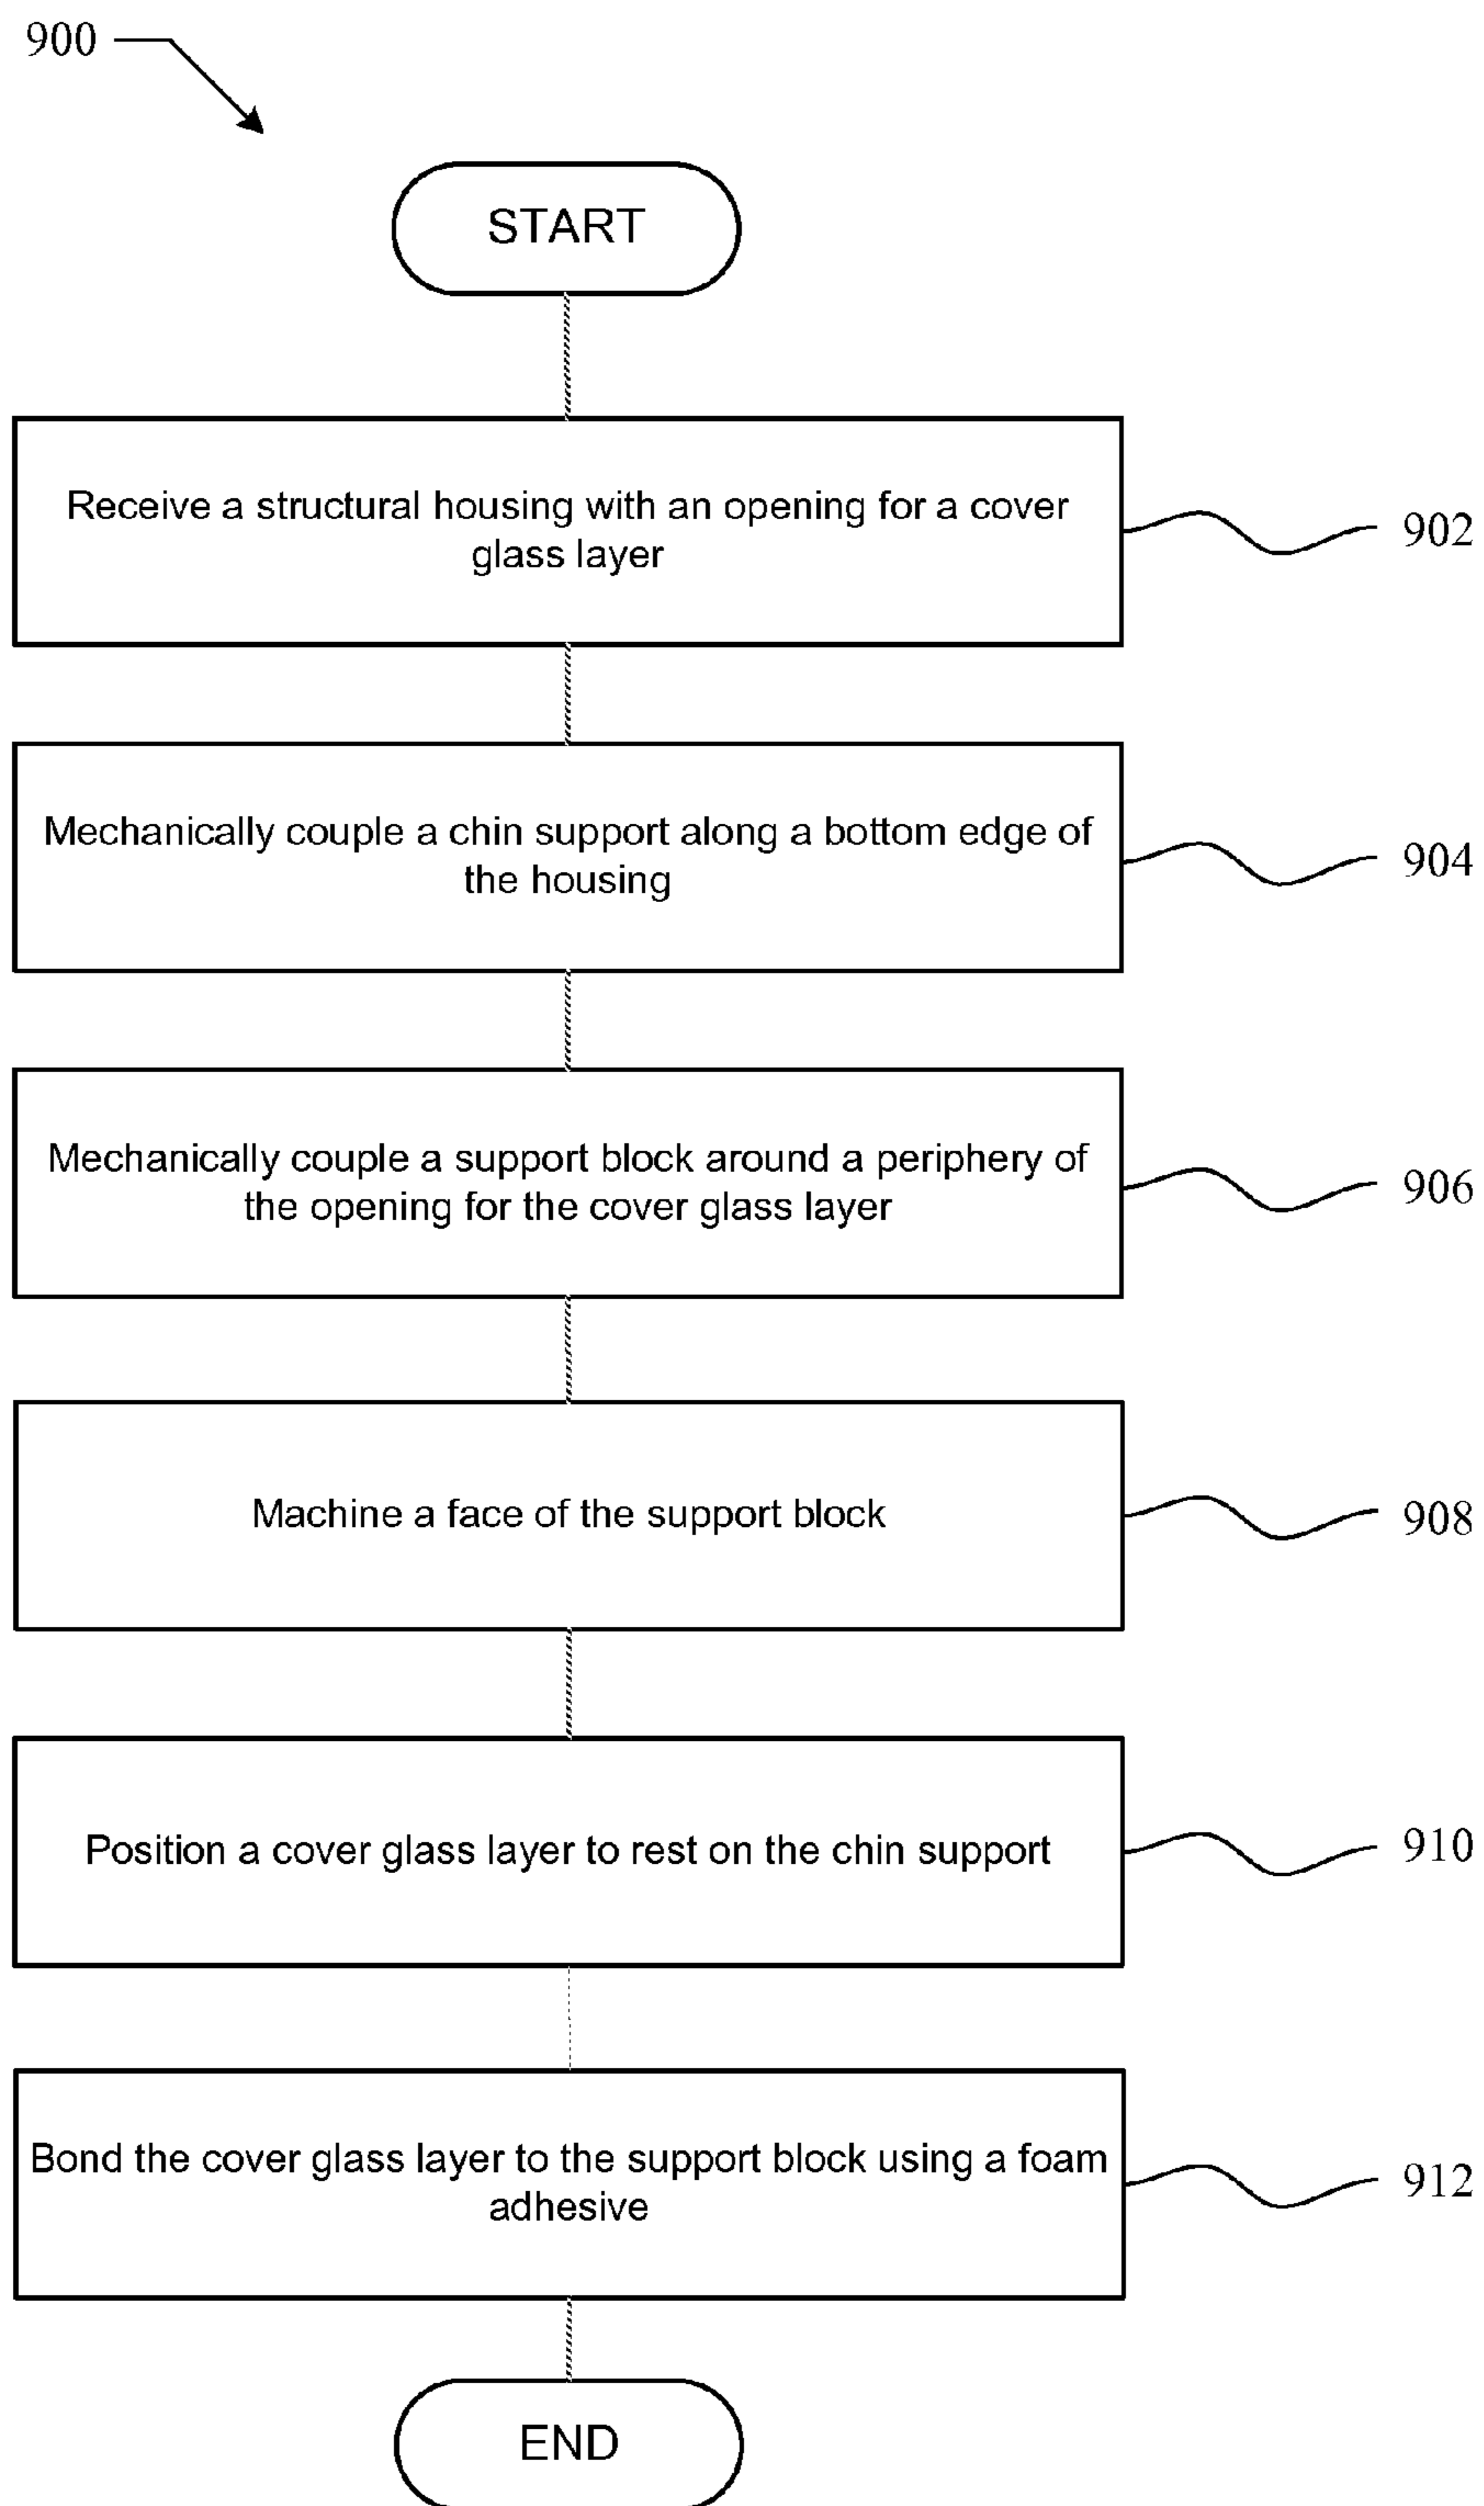 900
START
Receive a structural housing with an opening for a cover
glass layer
902
Mechanically couple a chin support along a bottom edge of
the housing
904
Mechanically couple a support block around a periphery of
the opening for the cover glass layer
906
Machine a face of the support block
908
Position a cover glass layer to rest on the chin support
910
Bond the cover glass layer to the support block using a foam
adhesive
912
END